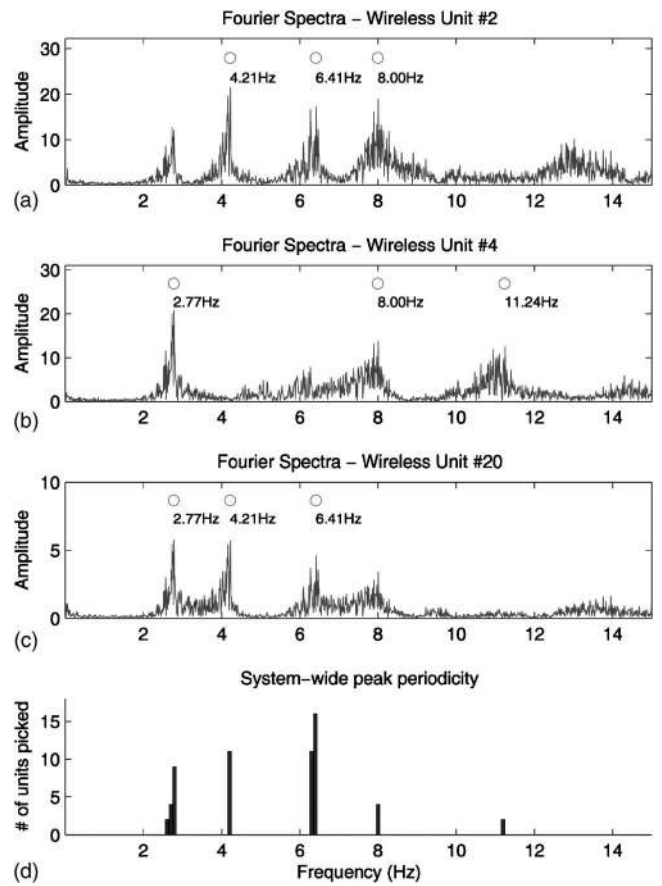 Fourier Spectra – Wireless Unit #2
30
20
10
0
Amplitude
4.21Hz 6.41Hz 8.00Hz
2 4 6 8 10 12 14
(a)
Fourier Spectra – Wireless Unit #4
30
20
10
0
Amplitude
2.77Hz 8.00Hz 11.24Hz
2 4 6 8 10 12 14
(b)
Fourier Spectra – Wireless Unit #20
10
5
0
Amplitude
2.77Hz 4.21Hz 6.41Hz
2 4 6 8 10 12 14
(c)
System–wide peak periodicity
15
10
5
0
# of units picked
2 4 6 8 10 12 14
Frequency (Hz)
(d)